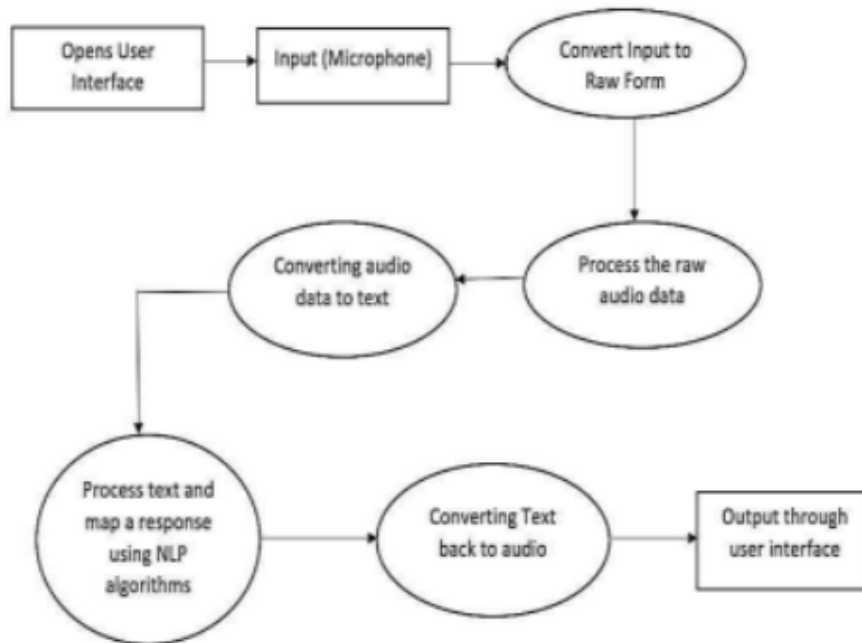 Opens User
Interface
Input (Microphone)
Convert Input to
Raw Form
Process the raw
audio data
Converting audio
data to text
Process text and
map a response
using NLP
algorithms
Converting Text
back to audio
Output through
user interface